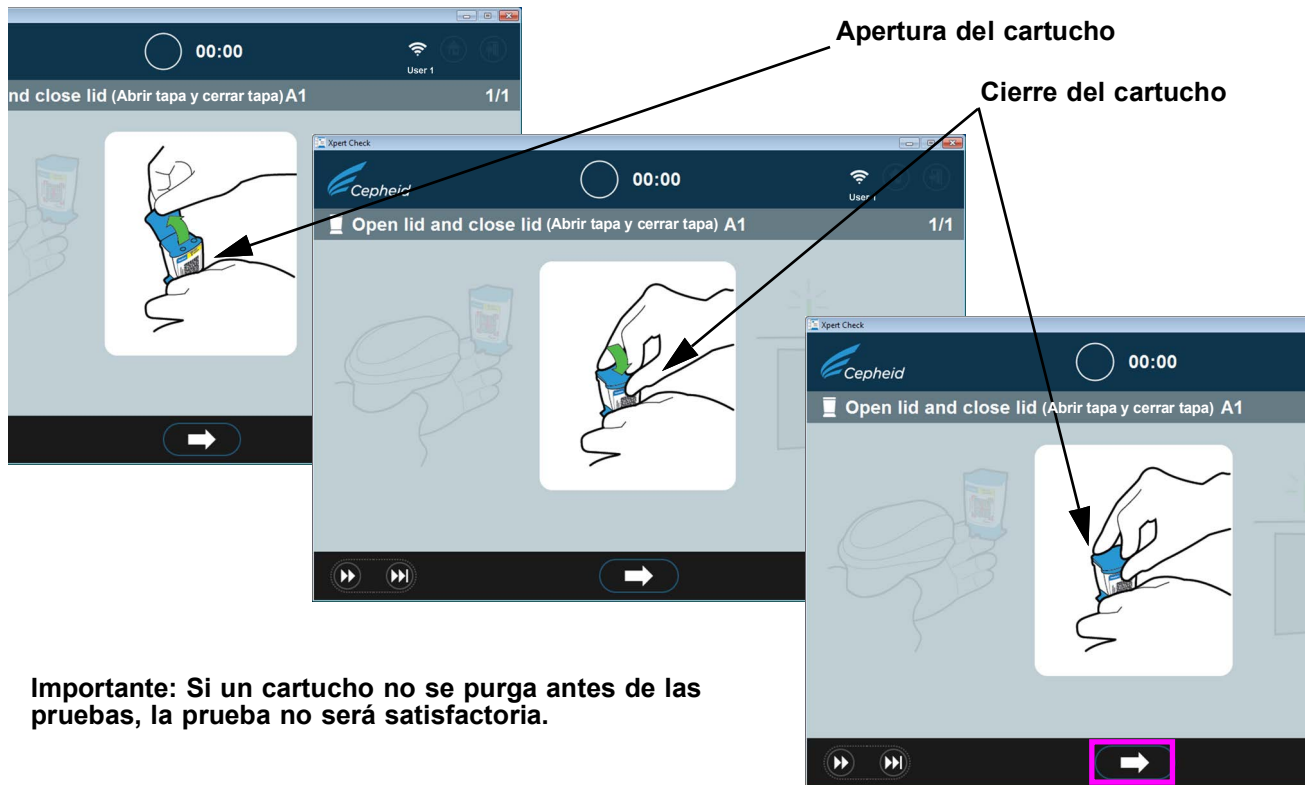 Apertura del cartucho
Cierre del cartucho
00:00
User 1
nd close lid (Abrir tapa y cerrar tapa) A1 1/1
Xpert Check
Cepheid
00:00
User 1
Open lid and close lid (Abrir tapa y cerrar tapa) A1 1/1
Xpert Check
Cepheid
00:00
Open lid and close lid (Abrir tapa y cerrar tapa) A1
Importante: Si un cartucho no se purga antes de las
pruebas, la prueba no será satisfactoria.